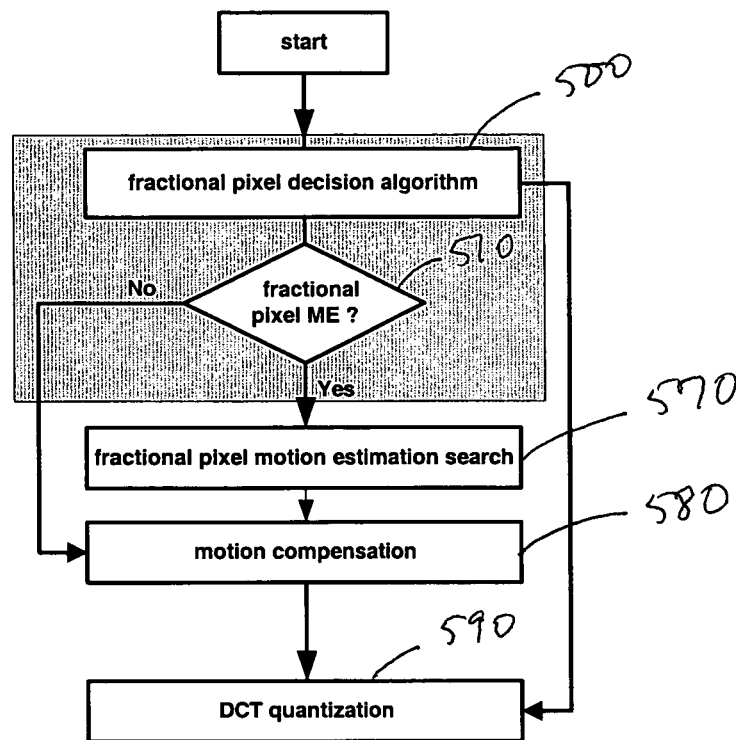 start
500
fractional pixel decision algorithm
510
No
fractional
pixel ME ?
Yes
570
fractional pixel motion estimation search
580
motion compensation
590
DCT quantization